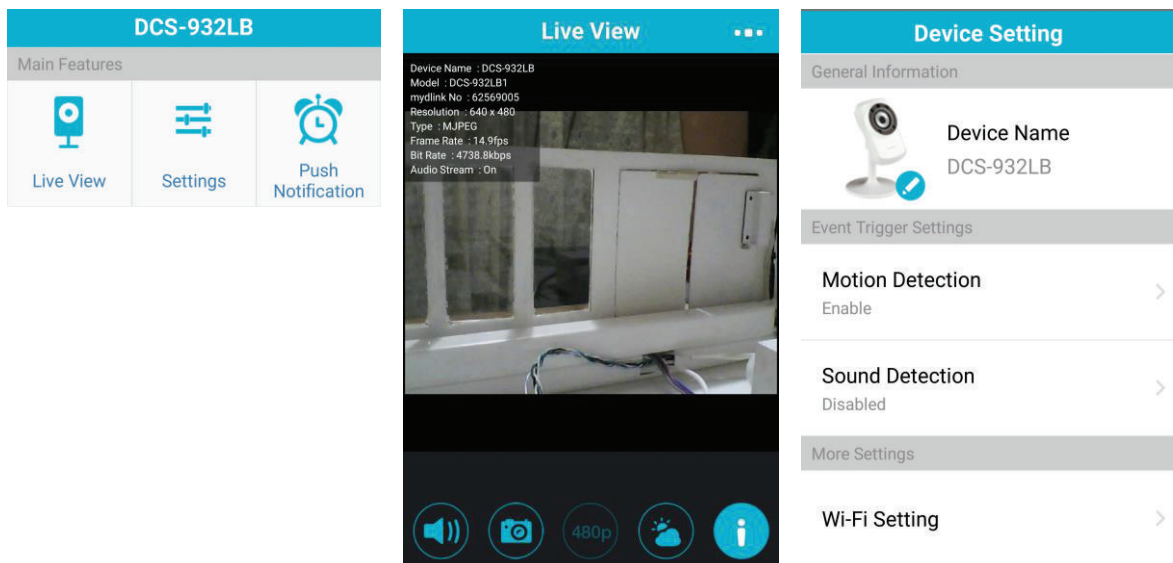 DCS-932LB
Main Features
Live View
Settings
Push
Notification
Live View
Device Name : DCS-932LB
Model : DCS-932LB1
mydlink No : 62569005
Resolution : 640 x 480
Type : MJPEG
Frame Rate : 14.9fps
Bit Rate : 4738.8kbps
Audio Stream : On
480p
Device Setting
General Information
Device Name
DCS-932LB
Event Trigger Settings
Motion Detection
Enable
Sound Detection
Disabled
More Settings
Wi-Fi Setting